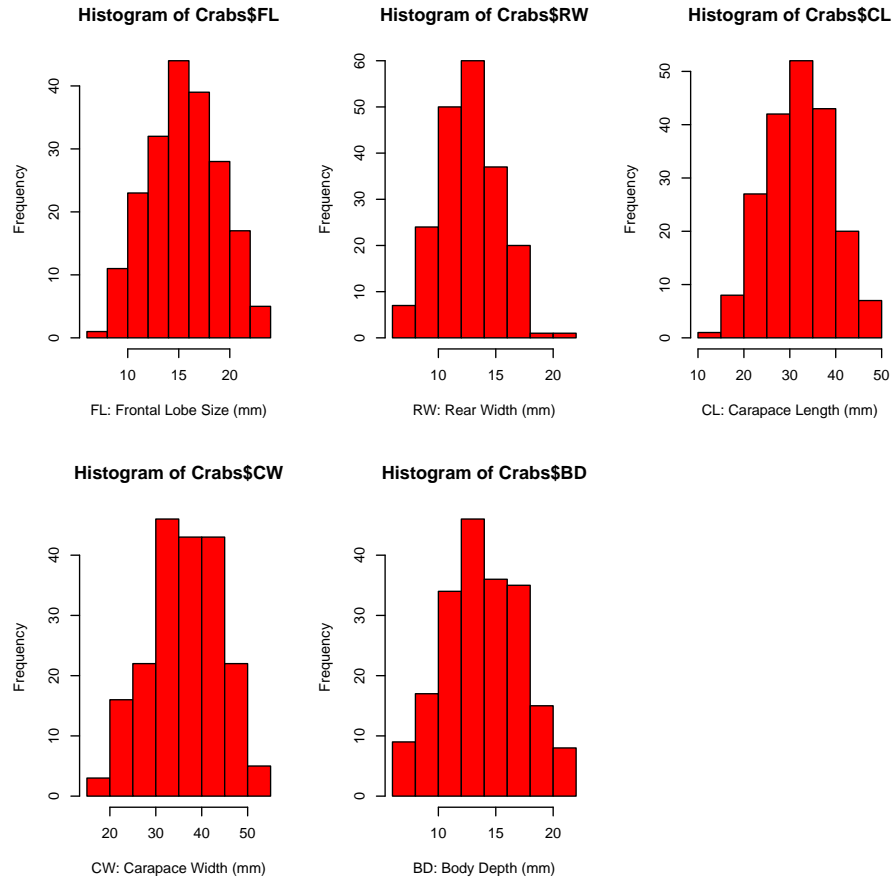 Histogram of Crabs$FL
Frequency
0 10 20 30 40
10 15 20
FL: Frontal Lobe Size (mm)
Histogram of Crabs$RW
Frequency
0 10 20 30 40 50 60
10 15 20
RW: Rear Width (mm)
Histogram of Crabs$CL
Frequency
0 10 20 30 40 50
10 20 30 40 50
CL: Carapace Length (mm)
Histogram of Crabs$CW
Frequency
0 10 20 30 40
20 30 40 50
CW: Carapace Width (mm)
Histogram of Crabs$BD
Frequency
0 10 20 30 40
10 15 20
BD: Body Depth (mm)